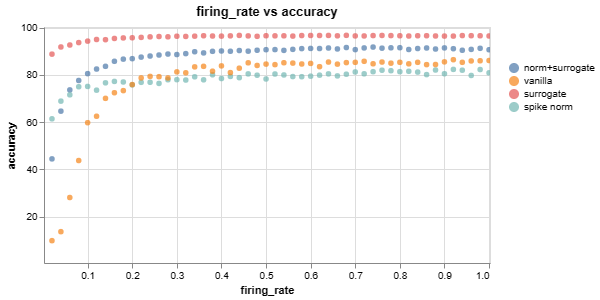 firing_rate vs accuracy
accuracy
100
80
60
40
20
0.1 0.2 0.3 0.4 0.5 0.6 0.7 0.8 0.9 1.0
firing_rate
norm+surrogate
vanilla
surrogate
spike norm